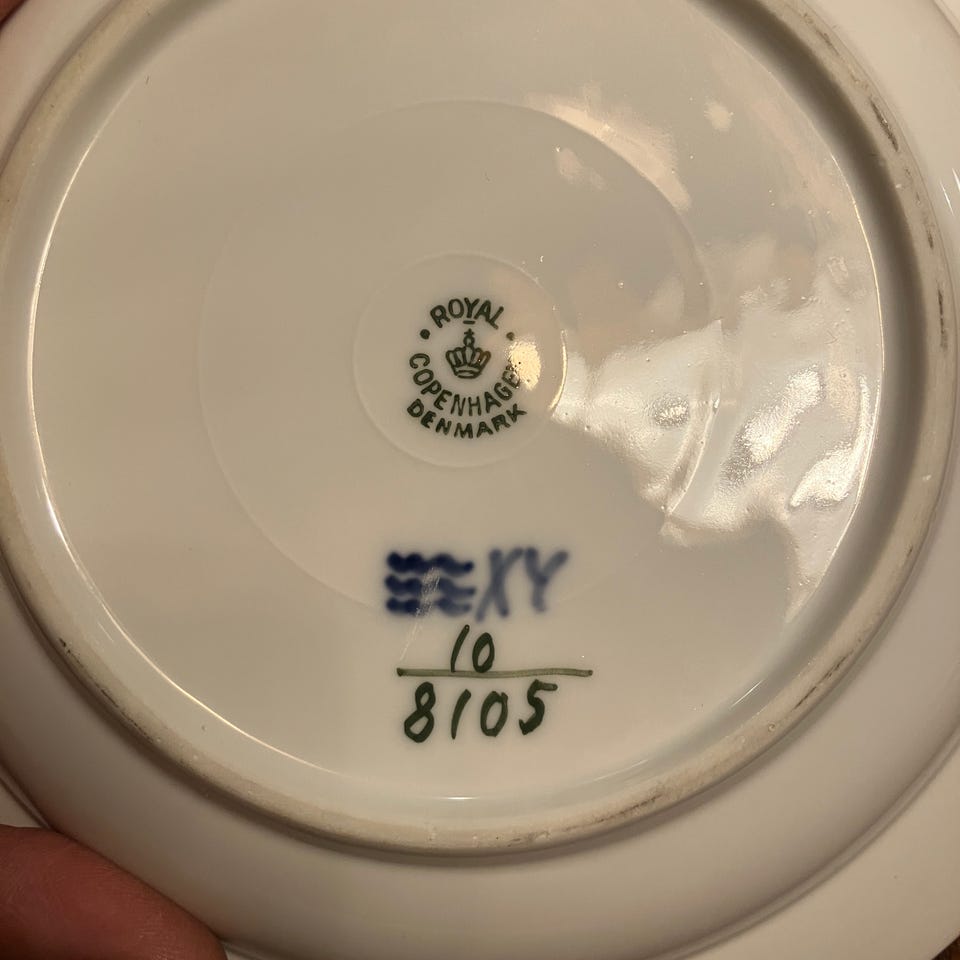 ROYAL
COPENHAGEN
DENMARK
XY
10
8105